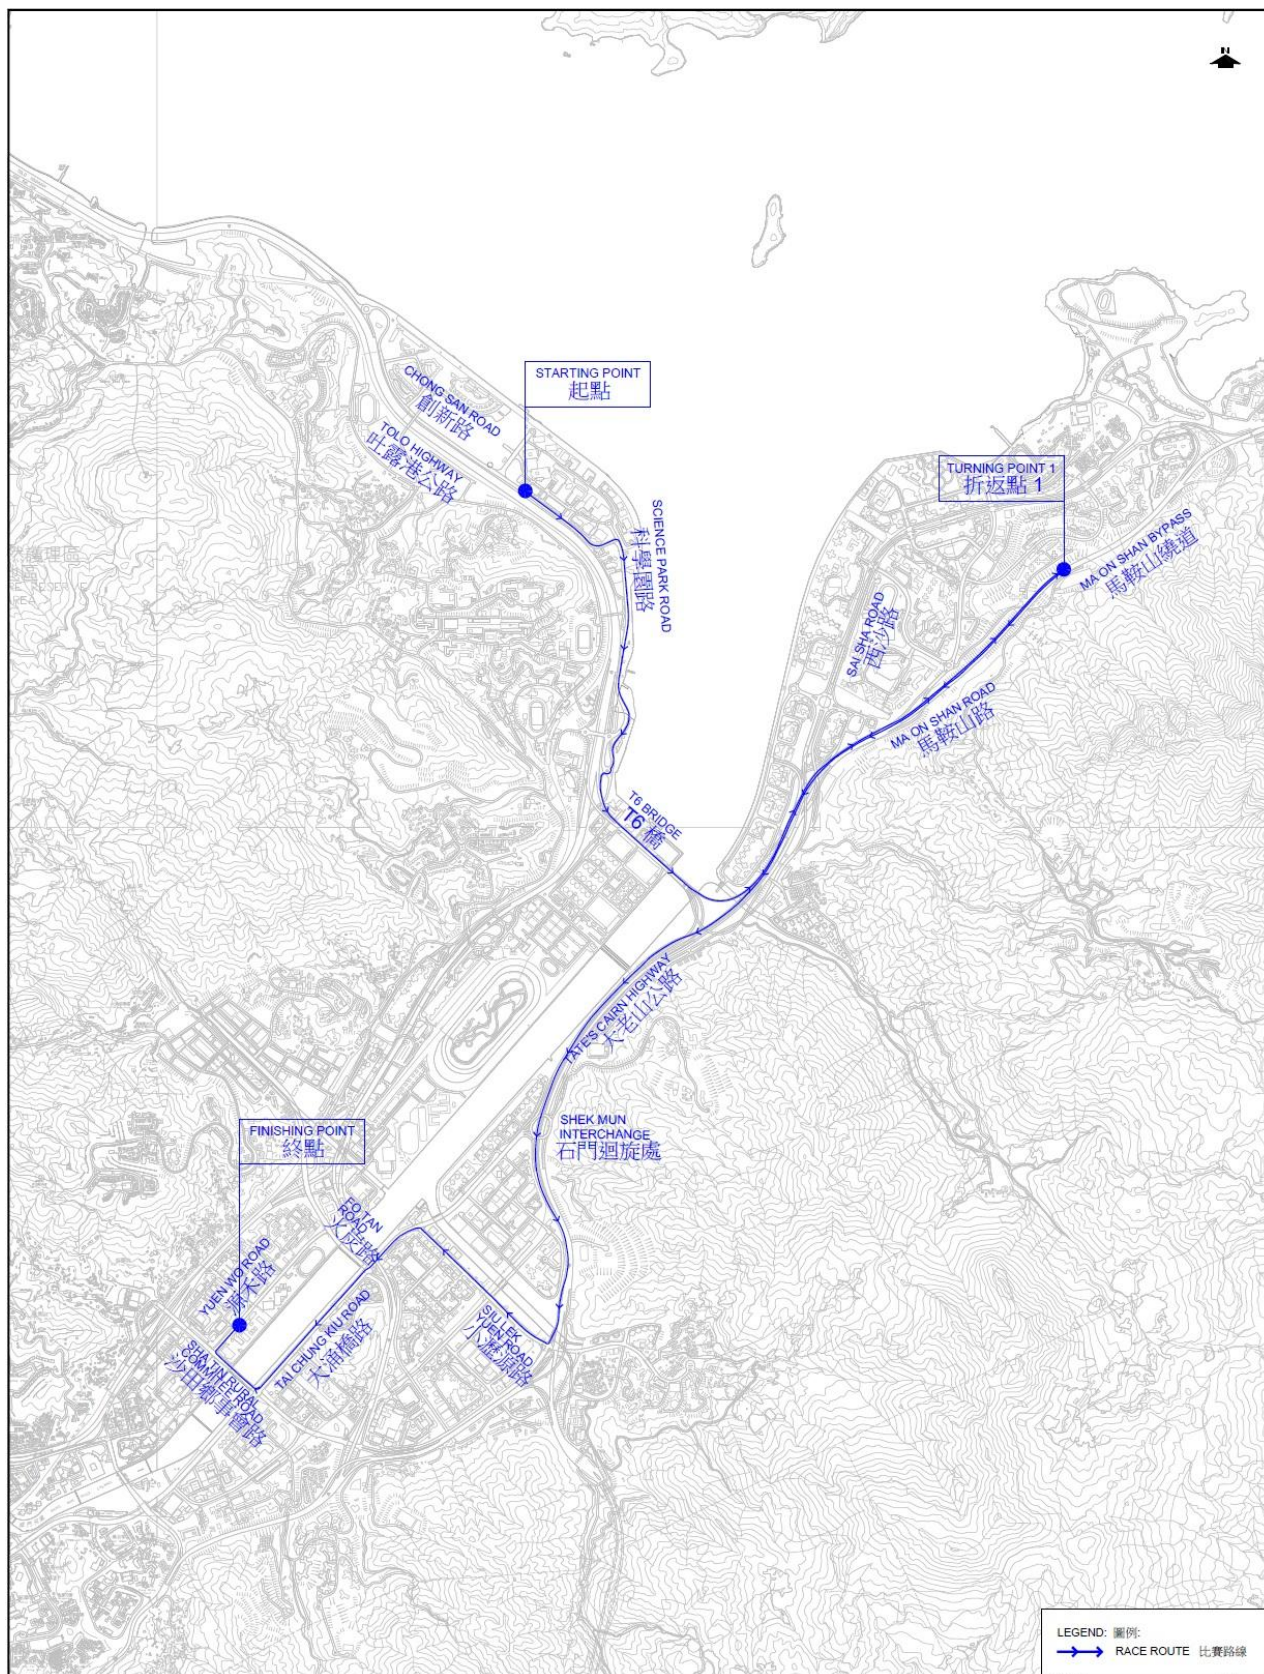 N
STARTING POINT
起點
CHONG SAN ROAD
創新路
TOLO HIGHWAY
吐露港公路
SCIENCE PARK ROAD
科學園路
TURNING POINT 1
折返點 1
MA ON SHAN BYPASS
馬鞍山繞道
SAI SHA ROAD
西沙路
MA ON SHAN ROAD
馬鞍山路
T6 BRIDGE
T6 橋
TATE'S CAIRN HIGHWAY
大老山公路
SHEK MUN
INTERCHANGE
石門迴旋處
FINISHING POINT
終點
FO TAN
ROAD
火炭路
YUEN WO ROAD
源禾路
TAI CHUNG KIU ROAD
大涌橋路
SIU LEK
YUEN ROAD
小瀝源路
SHA TIN RURAL
COMMITEE ROAD
沙田鄉事會路
LEGEND: 圖例:
RACE ROUTE 比賽路線